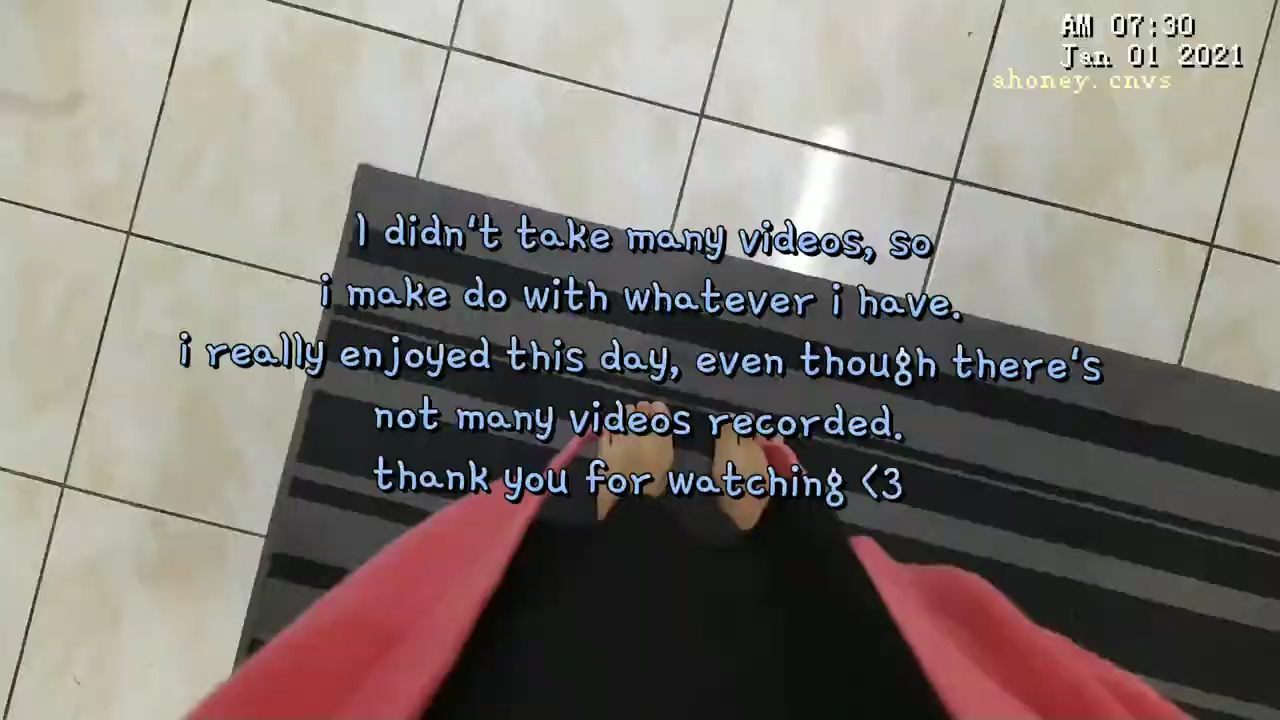 AM 07:30
Jan 01 2021
ahoney.cnvs
I didn't take many videos, so
i make do with whatever i have.
i really enjoyed this day, even though there's
not many videos recorded.
thank you for watching <3